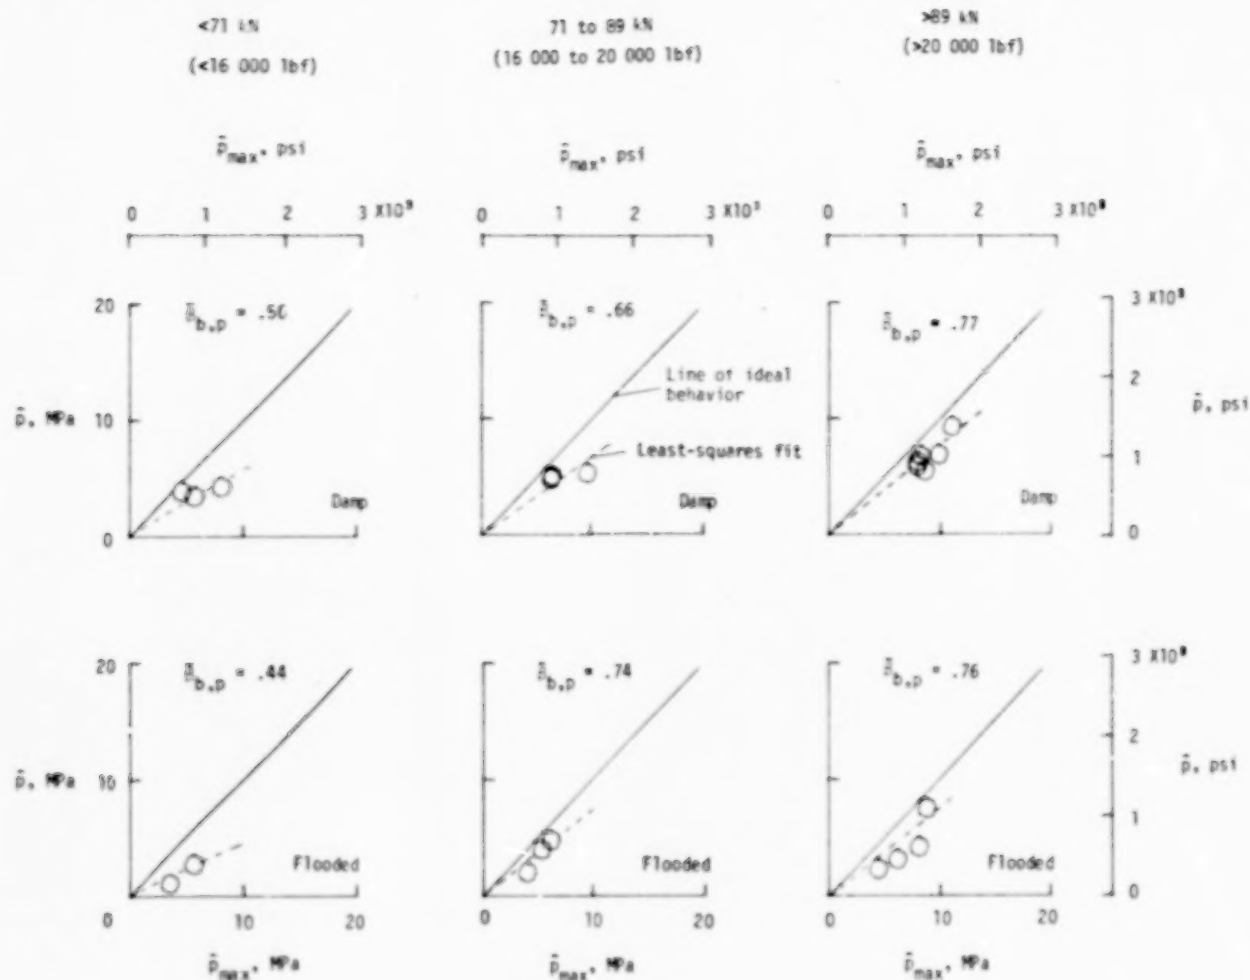 <71 kN
71 to 89 kN
>89 kN
(<16 000 lbf)
(16 000 to 20 000 lbf)
(>20 000 lbf)
p̄max, psi
p̄max, psi
p̄max, psi
0 1 2 3 X10³
0 1 2 3 X10³
0 1 2 3 X10³
20
10
0
p̄, MPa
b,p = .50
Damp
b,p = .66
Line of ideal
behavior
Least-squares fit
Damp
b,p = .77
Damp
3 X10³
2
1
0
p̄, psi
20
10
0
p̄, MPa
b,p = .44
Flooded
b,p = .74
Flooded
b,p = .76
Flooded
3 X10³
2
1
0
p̄, psi
0 10 20
0 10 20
0 10 20
p̄max, MPa
p̄max, MPa